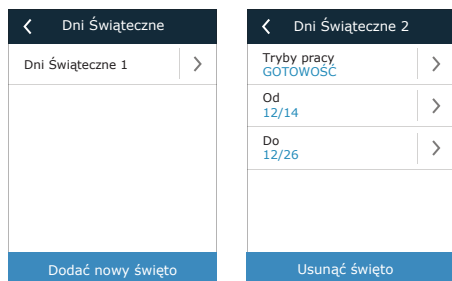 Dni Świąteczne
Dni Świąteczne 1
Dodać nowy święto
Dni Świąteczne 2
Tryby pracy
GOTOWOŚĆ
Od
12/14
Do
12/26
Usunąć święto